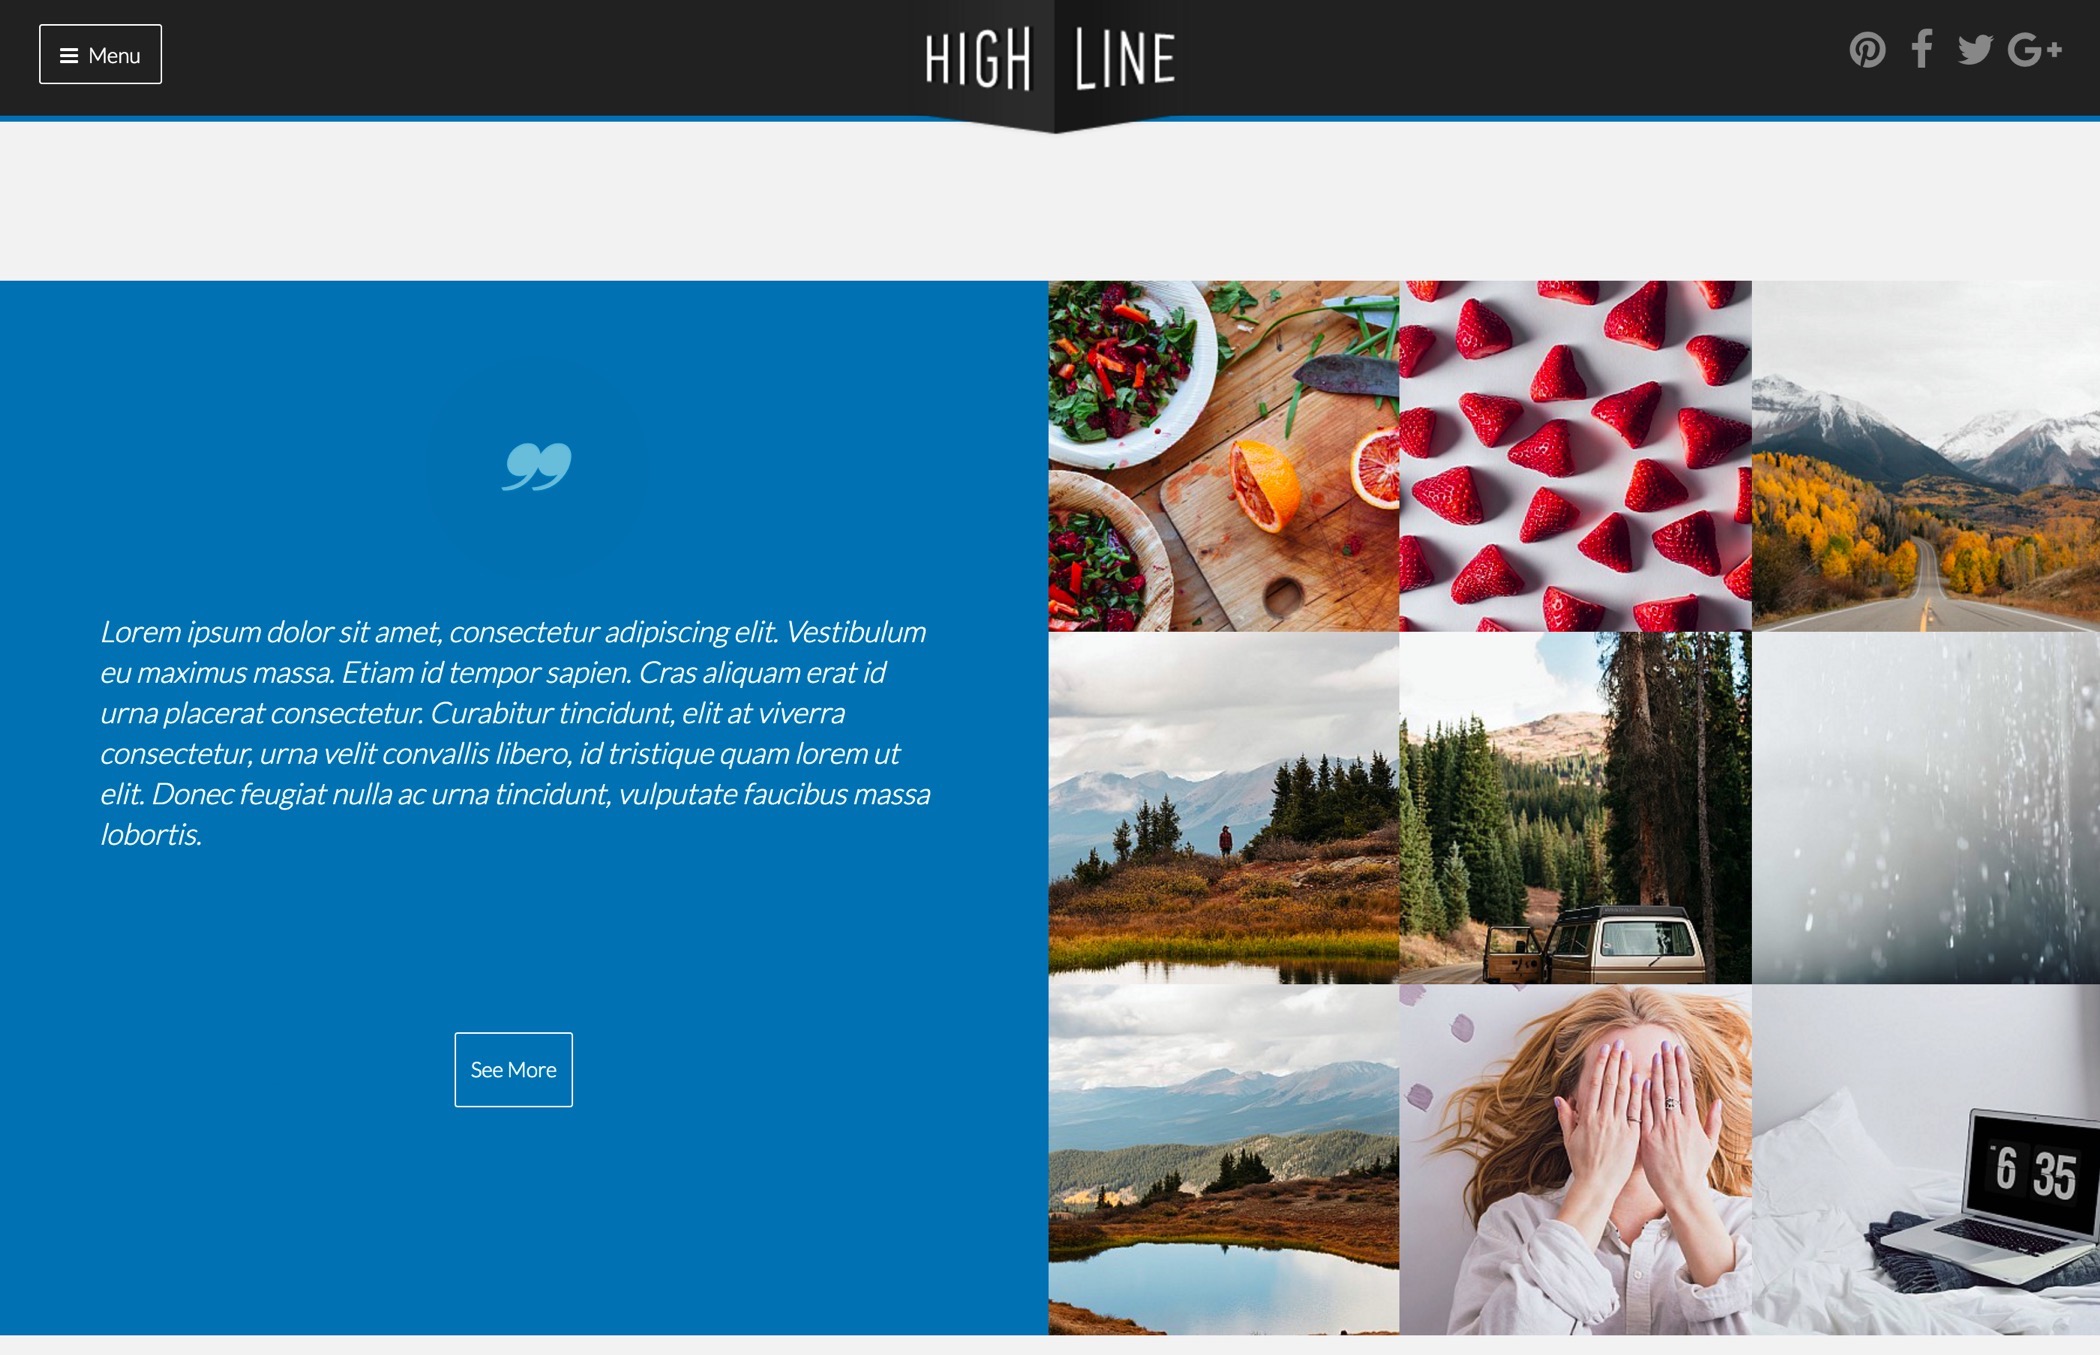 Menu
HIGH LINE
Lorem ipsum dolor sit amet, consectetur adipiscing elit. Vestibulum
eu maximus massa. Etiam id tempor sapien. Cras aliquam erat id
urna placerat consectetur. Curabitur tincidunt, elit at viverra
consectetur, urna velit convallis libero, id tristique quam lorem ut
elit. Donec feugiat nulla ac urna tincidunt, vulputate faucibus massa
lobortis.
See More
6 35